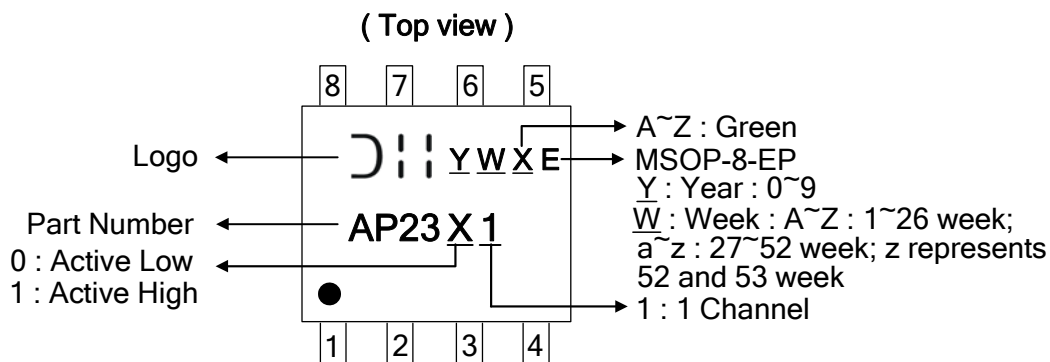 ( Top view )
8 7 6 5
Logo
Y W X E
A~Z : Green
MSOP-8-EP
Y : Year : 0~9
W : Week : A~Z : 1~26 week;
a~z : 27~52 week; z represents
52 and 53 week
Part Number
AP23 X 1
0 : Active Low
1 : Active High
1 : 1 Channel
1 2 3 4